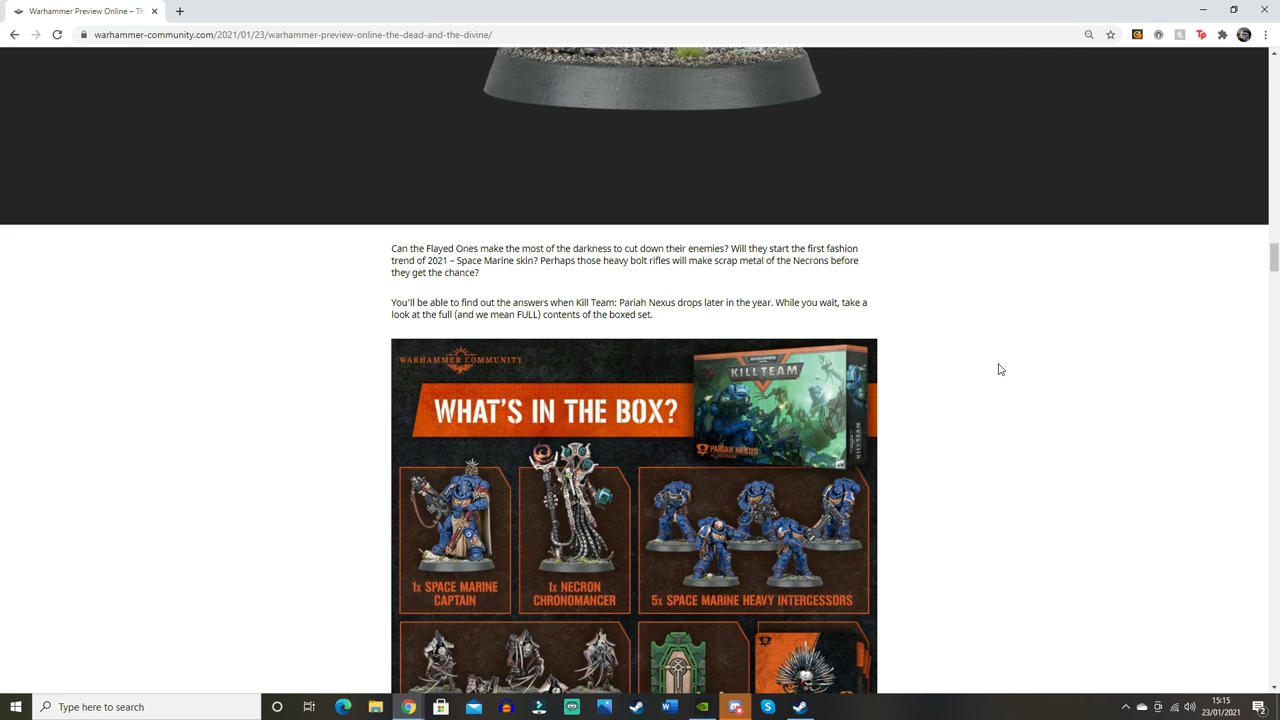 Warhammer Preview Online – Th
warhammer-community.com/2021/01/23/warhammer-preview-online-the-dead-and-the-divine/
Tp
Can the Flayed Ones make the most of the darkness to cut down their enemies? Will they start the first fashion
trend of 2021 – Space Marine skin? Perhaps those heavy bolt rifles will make scrap metal of the Necrons before
they get the chance?
You'll be able to find out the answers when Kill Team: Pariah Nexus drops later in the year. While you wait, take a
look at the full (and we mean FULL) contents of the boxed set.
WARHAMMER COMMUNITY
WARHAMMER
KILL TEAM
WHAT'S IN THE BOX?
PARIAH NEXUS
KILL TEAM
1x SPACE MARINE
CAPTAIN
1x NECRON
CHRONOMANCER
5x SPACE MARINE HEAVY INTERCESSORS
Type here to search
15:15
23/01/2021
2